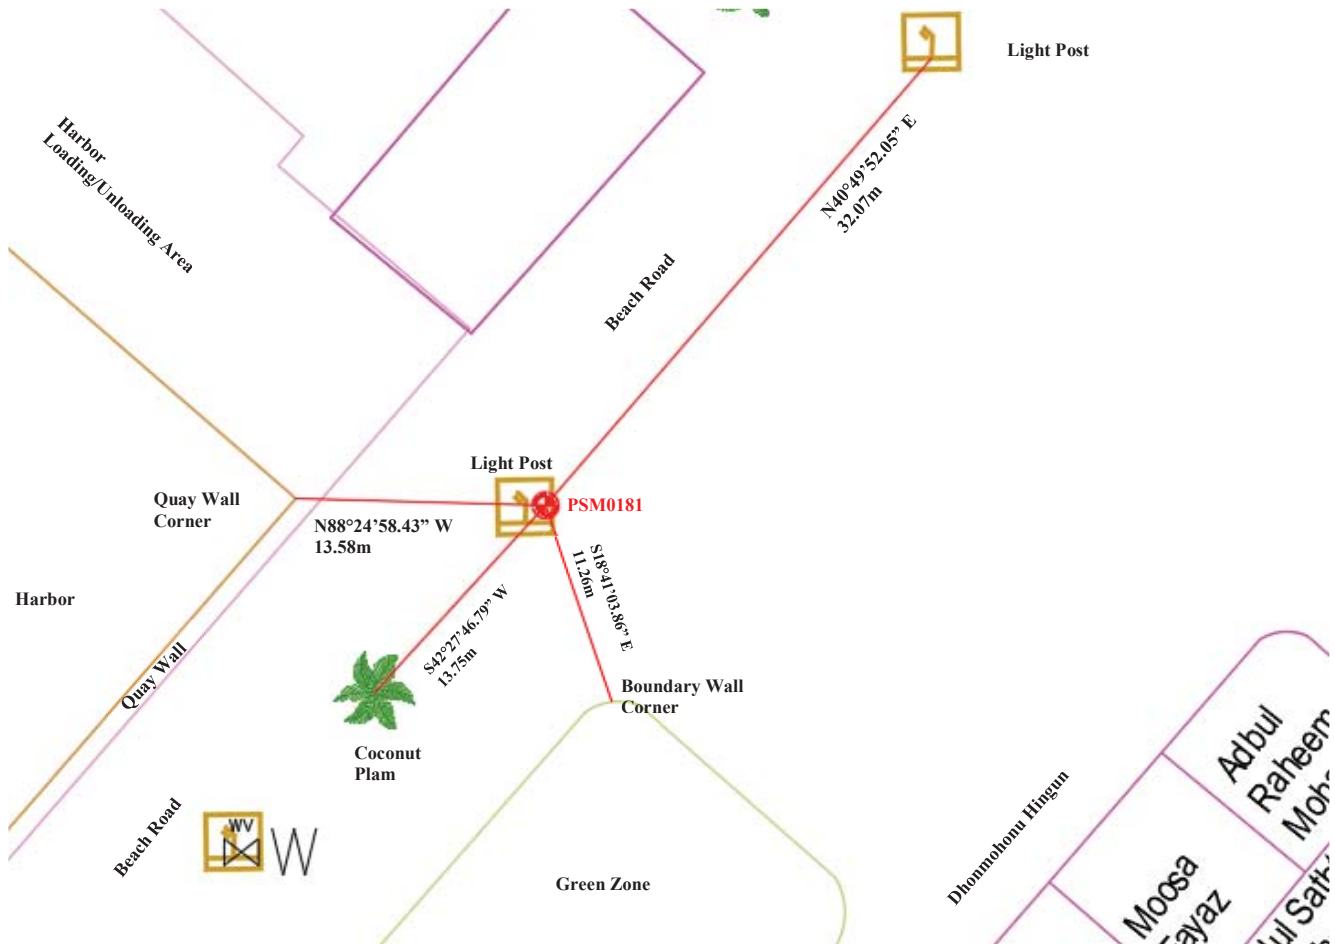 Light Post
Harbor
Loading/Unloading Area
N40°49’52.05” E
32.07m
Beach Road
Light Post
PSM0181
Quay Wall
Corner
N88°24’58.43” W
13.58m
S18°41’03.86” E
11.26m
S42°27’46.79” W
13.75m
Harbor
Quay Wall
Boundary Wall
Corner
Coconut
Plam
Beach Road
WV
W
Green Zone
Dhonmohonu Hingun
Adbul
Raheem
Moosa